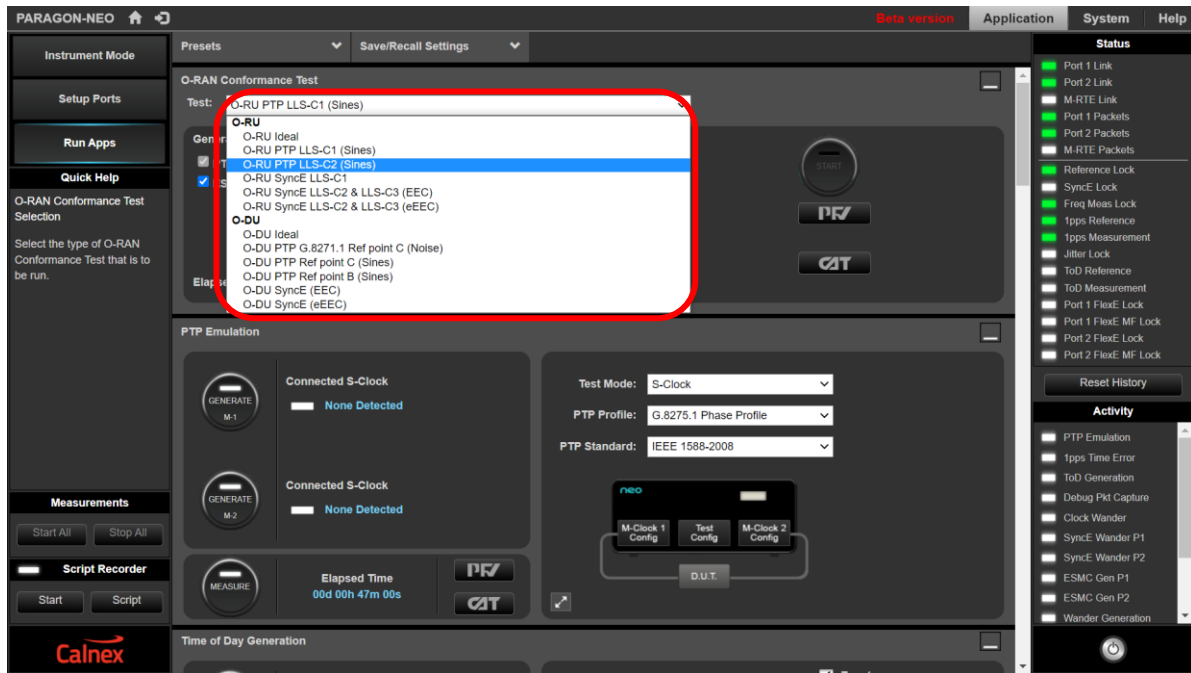 PARAGON-NEO
Beta version
Application
System
Help
Instrument Mode
Setup Ports
Run Apps
Quick Help
O-RAN Conformance Test
Selection
Select the type of O-RAN
Conformance Test that is to
be run.
Measurements
Start All
Stop All
Script Recorder
Start
Script
Calnex
Presets
Save/Recall Settings
O-RAN Conformance Test
Test:
O-RU PTP LLS-C1 (Sines)
O-RU
O-RU Ideal
O-RU PTP LLS-C1 (Sines)
O-RU PTP LLS-C2 (Sines)
O-RU SyncE LLS-C1
O-RU SyncE LLS-C2 & LLS-C3 (EEC)
O-RU SyncE LLS-C2 & LLS-C3 (eEEC)
O-DU
O-DU Ideal
O-DU PTP G.8271.1 Ref point C (Noise)
O-DU PTP Ref point C (Sines)
O-DU PTP Ref point B (Sines)
O-DU SyncE (EEC)
O-DU SyncE (eEEC)
START
PFV
CAT
PTP Emulation
GENERATE
M-1
Connected S-Clock
None Detected
GENERATE
M-2
Connected S-Clock
None Detected
MEASURE
Elapsed Time
00d 00h 47m 00s
PFV
CAT
Test Mode:
S-Clock
PTP Profile:
G.8275.1 Phase Profile
PTP Standard:
IEEE 1588-2008
neo
M-Clock 1
Config
Test
Config
M-Clock 2
Config
D.U.T.
Time of Day Generation
Status
Port 1 Link
Port 2 Link
M-RTE Link
Port 1 Packets
Port 2 Packets
M-RTE Packets
Reference Lock
SyncE Lock
Freq Meas Lock
1pps Reference
1pps Measurement
Jitter Lock
ToD Reference
ToD Measurement
Port 1 FlexE Lock
Port 1 FlexE MF Lock
Port 2 FlexE Lock
Port 2 FlexE MF Lock
Reset History
Activity
PTP Emulation
1pps Time Error
ToD Generation
Debug Pkt Capture
Clock Wander
SyncE Wander P1
SyncE Wander P2
ESMC Gen P1
ESMC Gen P2
Wander Generation